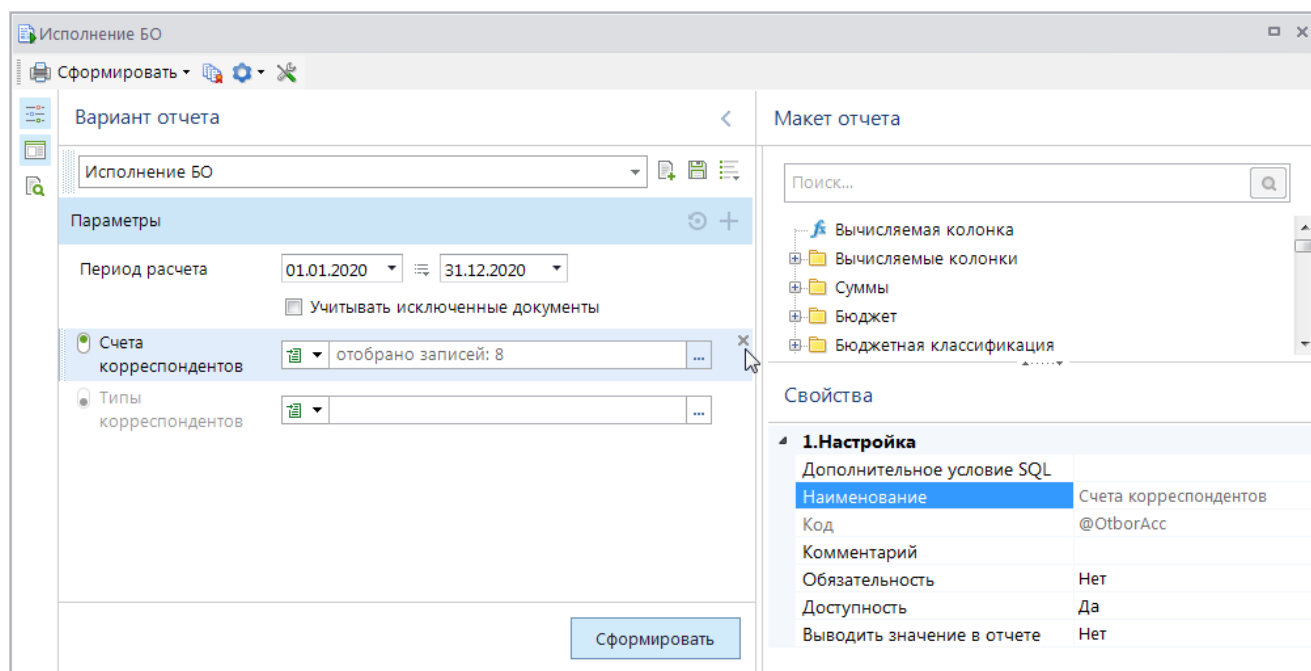 Исполнение БО
Сформировать
Вариант отчета
Исполнение БО
Параметры
Период расчета 01.01.2020 31.12.2020
Учитывать исключенные документы
Счета
корреспондентов
отобрано записей: 8
...
Типы
корреспондентов
...
Сформировать
Макет отчета
Поиск...
fx Вычисляемая колонка
Вычисляемые колонки
Суммы
Бюджет
Бюджетная классификация
Свойства
1.Настройка
Дополнительное условие SQL
Наименование Счета корреспондентов
Код @OtborAcc
Комментарий
Обязательность Нет
Доступность Да
Выводить значение в отчете Нет